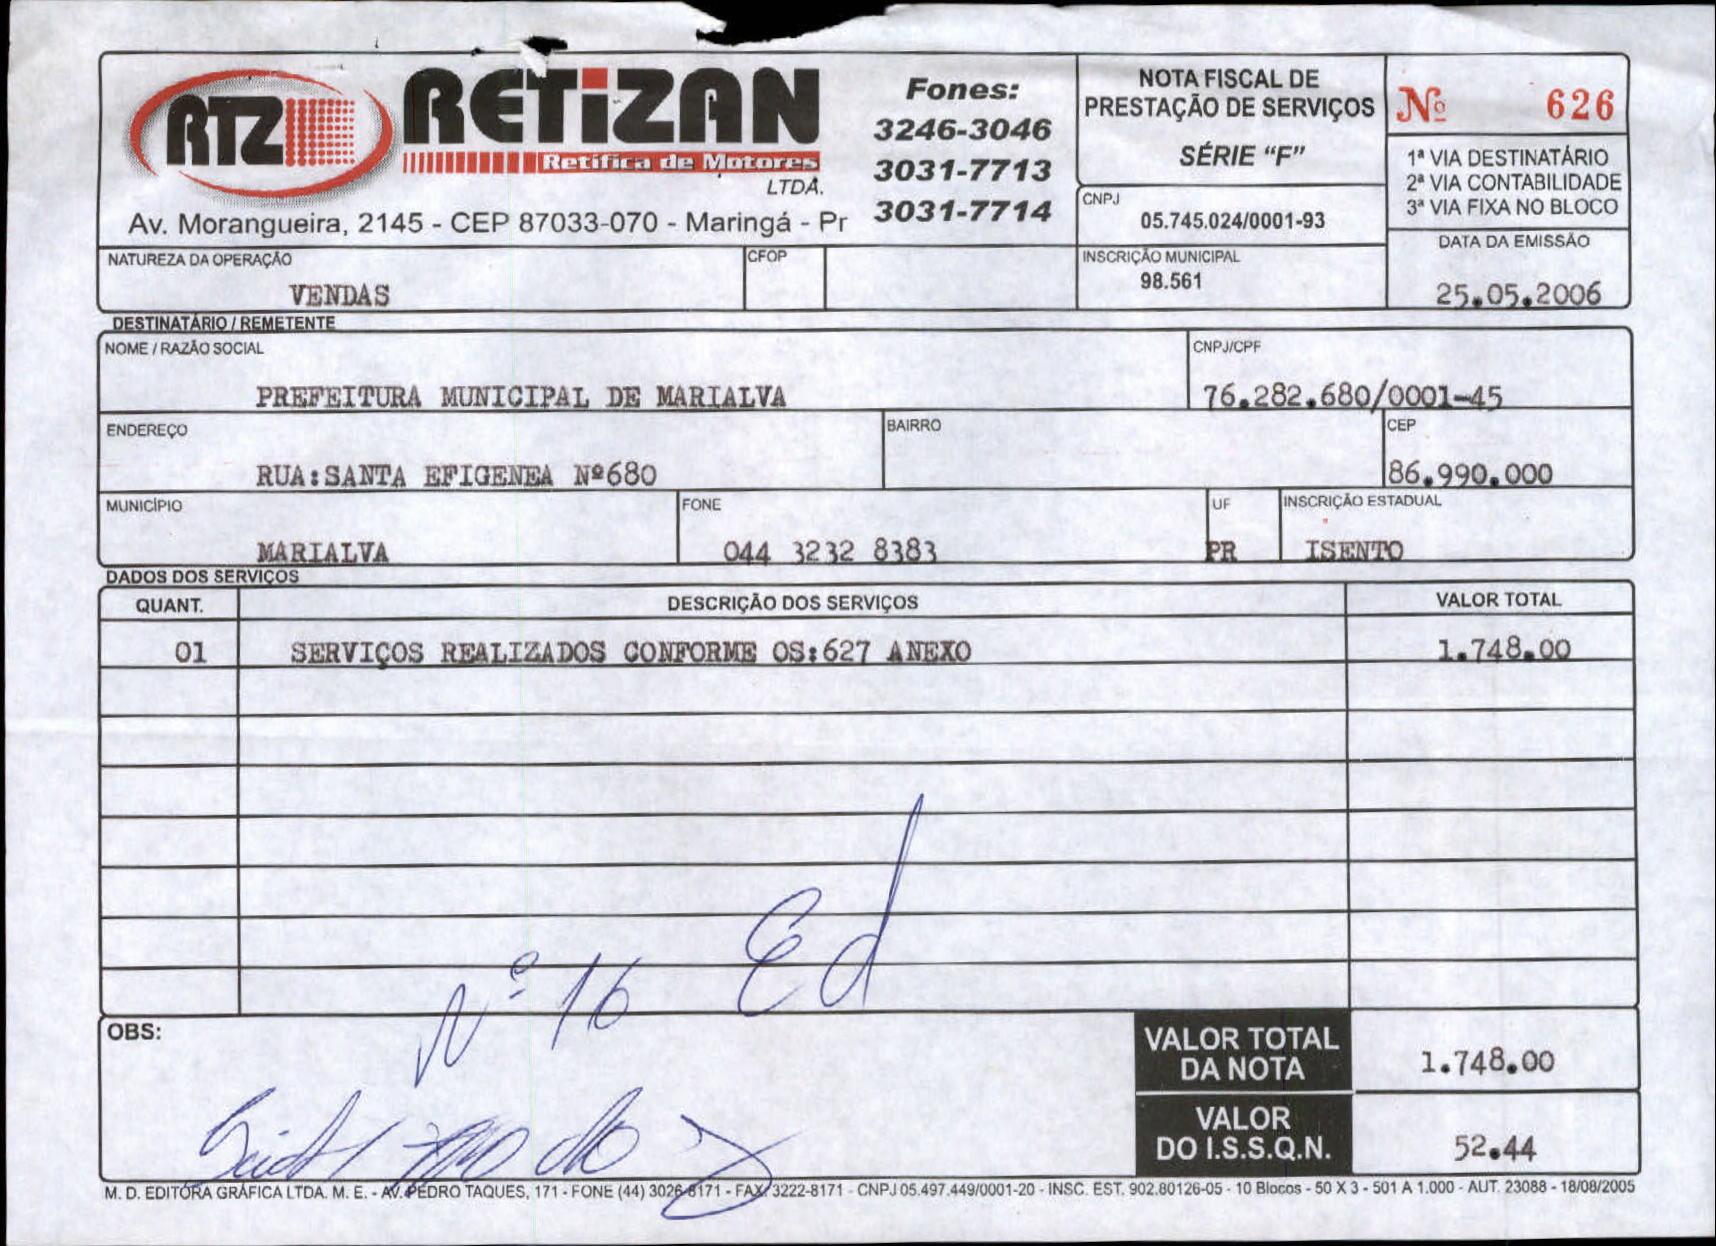 RTZ RETIZAN
Retífica de Motores
LTDA.
Av. Morangueira, 2145 - CEP 87033-070 - Maringá - Pr
Fones:
3246-3046
3031-7713
3031-7714
NOTA FISCAL DE
PRESTAÇÃO DE SERVIÇOS
SÉRIE “F”
CNPJ
05.745.024/0001-93
INSCRIÇÃO MUNICIPAL
98.561
Nº 626
1ª VIA DESTINATÁRIO
2ª VIA CONTABILIDADE
3ª VIA FIXA NO BLOCO
DATA DA EMISSÃO
25.05.2006
NATUREZA DA OPERAÇÃO
VENDAS
CFOP
DESTINATÁRIO / REMETENTE
NOME / RAZÃO SOCIAL
PREFEITURA MUNICIPAL DE MARIALVA
CNPJ/CPF
76.282.680/0001-45
ENDEREÇO
RUA:SANTA EFIGENEA Nº680
BAIRRO
CEP
86.990.000
MUNICÍPIO
MARIALVA
FONE
044 3232 8383
UF
PR
INSCRIÇÃO ESTADUAL
ISENTO
DADOS DOS SERVIÇOS
QUANT. DESCRIÇÃO DOS SERVIÇOS VALOR TOTAL
01 SERVIÇOS REALIZADOS CONFORME OS:627 ANEXO 1.748.00
Nº 16 Ed
OBS:
VALOR TOTAL
DA NOTA
1.748.00
VALOR
DO I.S.S.Q.N.
52.44
M. D. EDITÓRA GRÁFICA LTDA. M. E. - AV. PEDRO TAQUES, 171 - FONE (44) 3026-8171 - FAX: 3222-8171 - CNPJ 05.497.449/0001-20 - INSC. EST. 902.80126-05 - 10 Blocos - 50 X 3 - 501 A 1.000 - AUT. 23088 - 18/08/2005